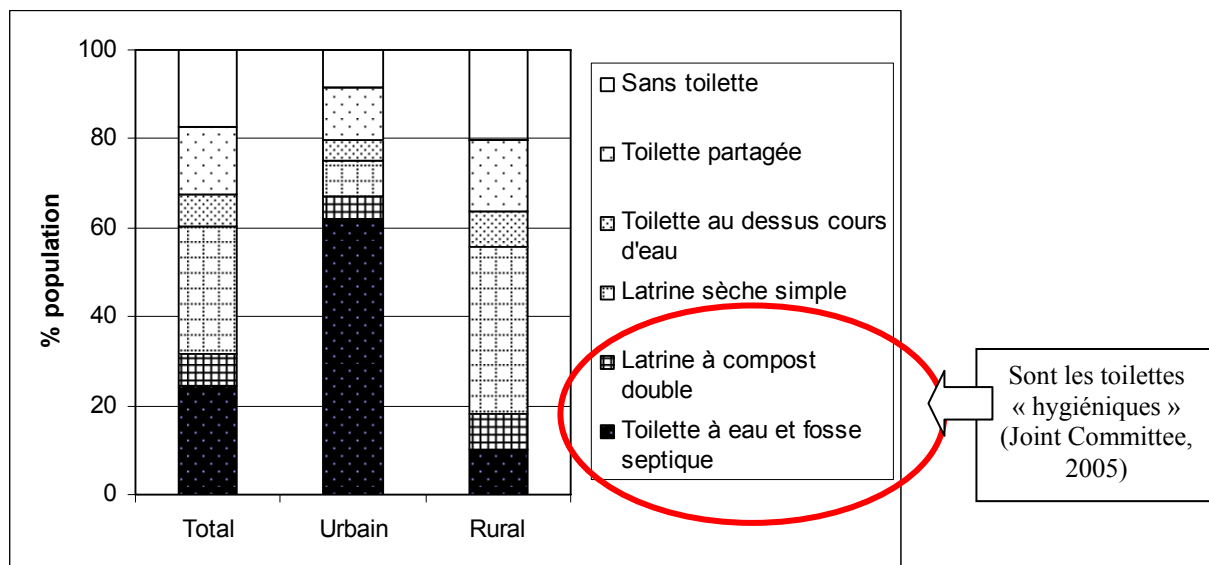 100
80
60
40
20
0
% population
Total
Urbain
Rural
Sans toilette
Toilette partagée
Toilette au dessus cours
d'eau
Latrine sèche simple
Latrine à compost
double
Toilette à eau et fosse
septique
Sont les toilettes
« hygiéniques »
(Joint Committee,
2005)